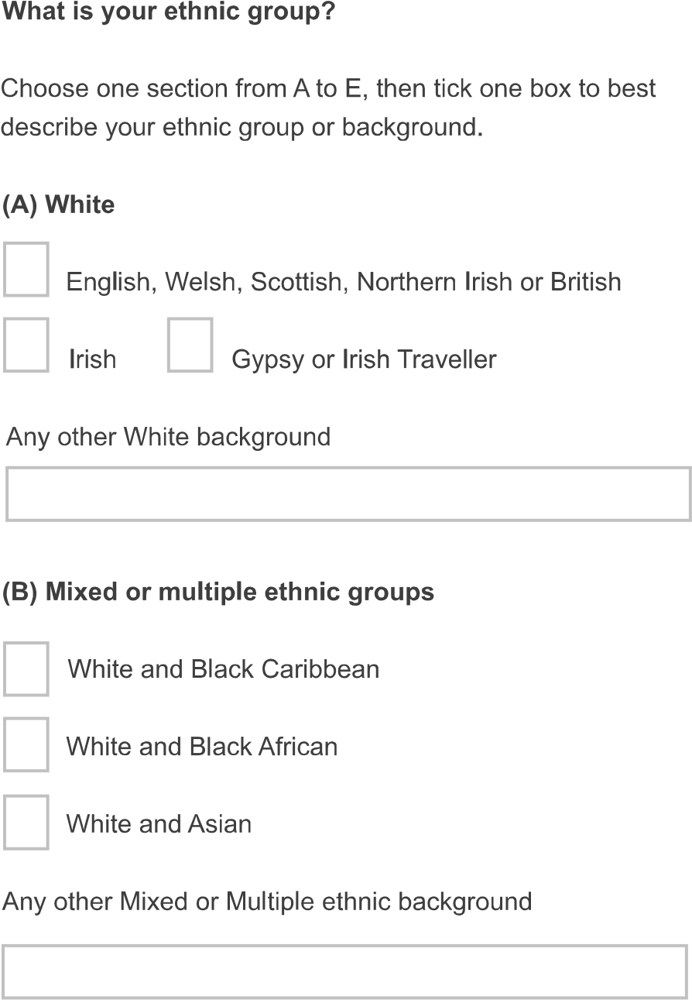 What is your ethnic group?
Choose one section from A to E, then tick one box to best
describe your ethnic group or background.
(A) White
English, Welsh, Scottish, Northern Irish or British
Irish Gypsy or Irish Traveller
Any other White background
(B) Mixed or multiple ethnic groups
White and Black Caribbean
White and Black African
White and Asian
Any other Mixed or Multiple ethnic background